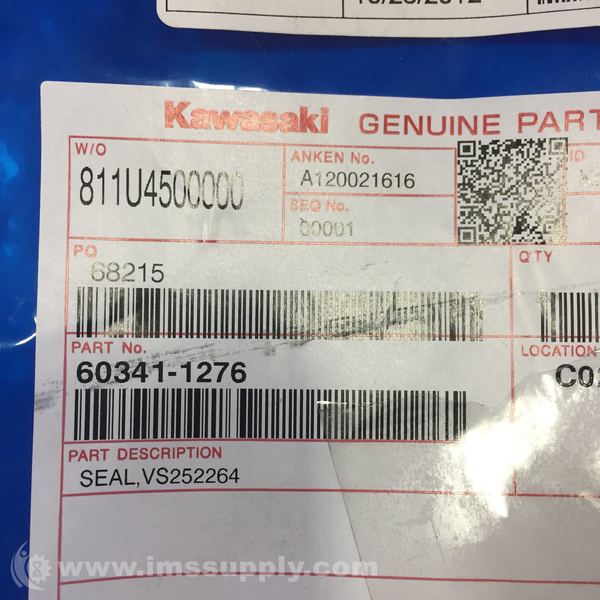 Kawasaki GENUINE PART
W/O
ANKEN No.
ID
811U4500000
A120021616
SEQ No.
00001
PO
Q'TY
68215
PART No.
LOCATION
60341-1276
PART DESCRIPTION
SEAL,VS252264
www.imssupply.com